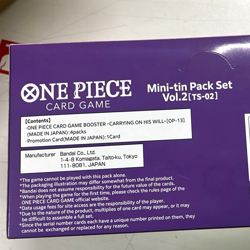 ONE PIECE
CARD GAME
Mini-tin Pack Set
Vol.2[TS-02]
[Contents]
·ONE PIECE CARD GAME BOOSTER -CARRYING ON HIS WILL-[OP-13]
(MADE IN JAPAN):4packs
·Promotion Card(MADE IN JAPAN):1Card
Manufacturer
Bandai Co., Ltd.
1-4-8 Komagata, Taito-ku, Tokyo
111-8081, JAPAN
*The game cannot be played with this pack alone.
*The packaging illustration may differ somewhat from the final product.
*Bandai does not assume responsibility for the future value of the cards.
*When playing the game for the first time, please check the rules page of the
ONE PIECE CARD GAME official website.
*Data usage fees for site access are the responsibility of the player.
*Due to the nature of the product, multiples of one card may appear, or it may
be difficult to assemble a full set.
*Since the serial number cards each have a unique number printed on them, they
cannot be exchanged or replaced for any reason.